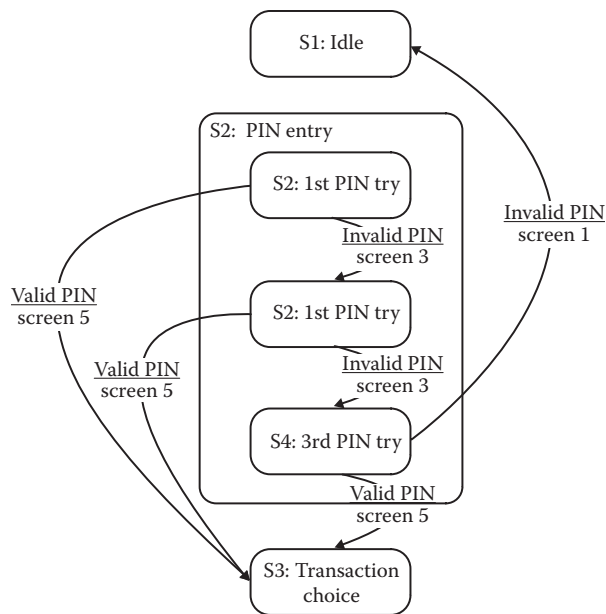 S1: Idle
S2: PIN entry
S2: 1st PIN try
Invalid PIN
screen 3
Invalid PIN
screen 1
Valid PIN
screen 5
S2: 1st PIN try
Valid PIN
screen 5
Invalid PIN
screen 3
S4: 3rd PIN try
Valid PIN
screen 5
S3: Transaction
choice